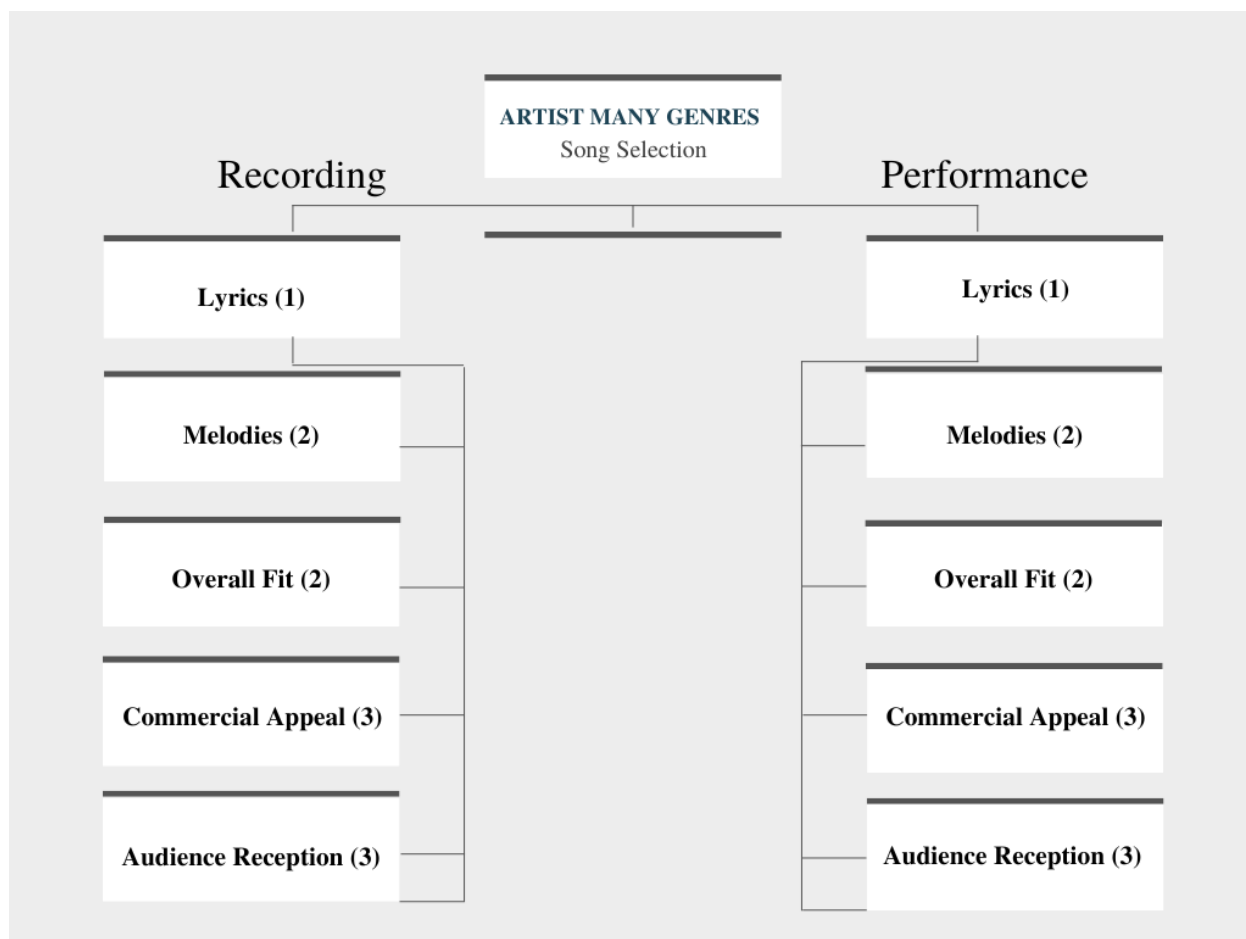 ARTIST MANY GENRES
Song Selection
Recording
Performance
Lyrics (1)
Lyrics (1)
Melodies (2)
Melodies (2)
Overall Fit (2)
Overall Fit (2)
Commercial Appeal (3)
Commercial Appeal (3)
Audience Reception (3)
Audience Reception (3)